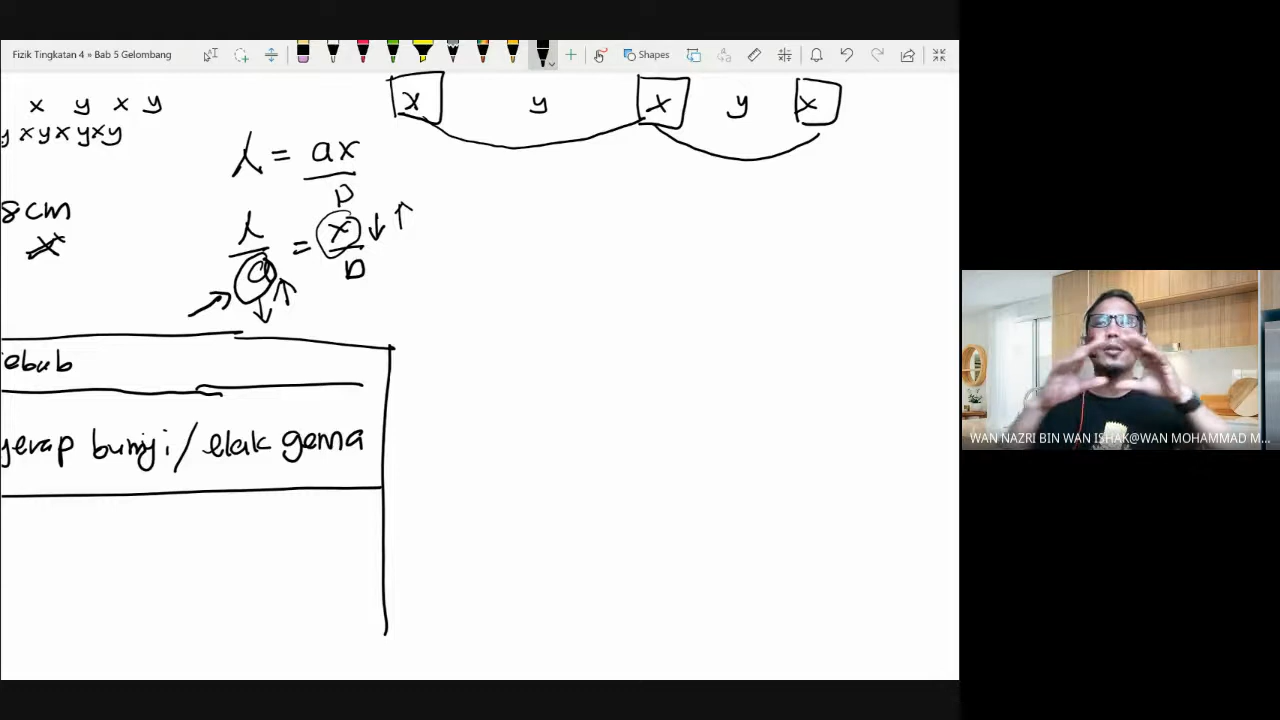 Fizik Tingkatan 4 » Bab 5 Gelombang
Shapes
x y x y
y x y x y x y
x y x y x
λ = ax
D
8cm
x
λ = x ↓ ↑
a D
→ ↓ ↑
ebab
yerap bunyi / elak gema
WAN NAZRI BIN WAN ISHAK@WAN MOHAMMAD M...